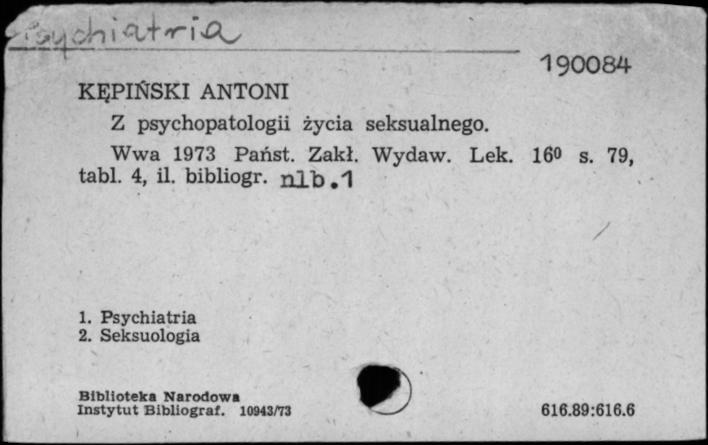 Psychiatria
190084
KĘPIŃSKI ANTONI
Z psychopatologii życia seksualnego.
Wwa 1973 Państ. Zakł. Wydaw. Lek. 16⁰ s. 79,
tabl. 4, il. bibliogr. nlb.1
1. Psychiatria
2. Seksuologia
Biblioteka Narodowa
Instytut Bibliograf. 10943/73
616.89:616.6